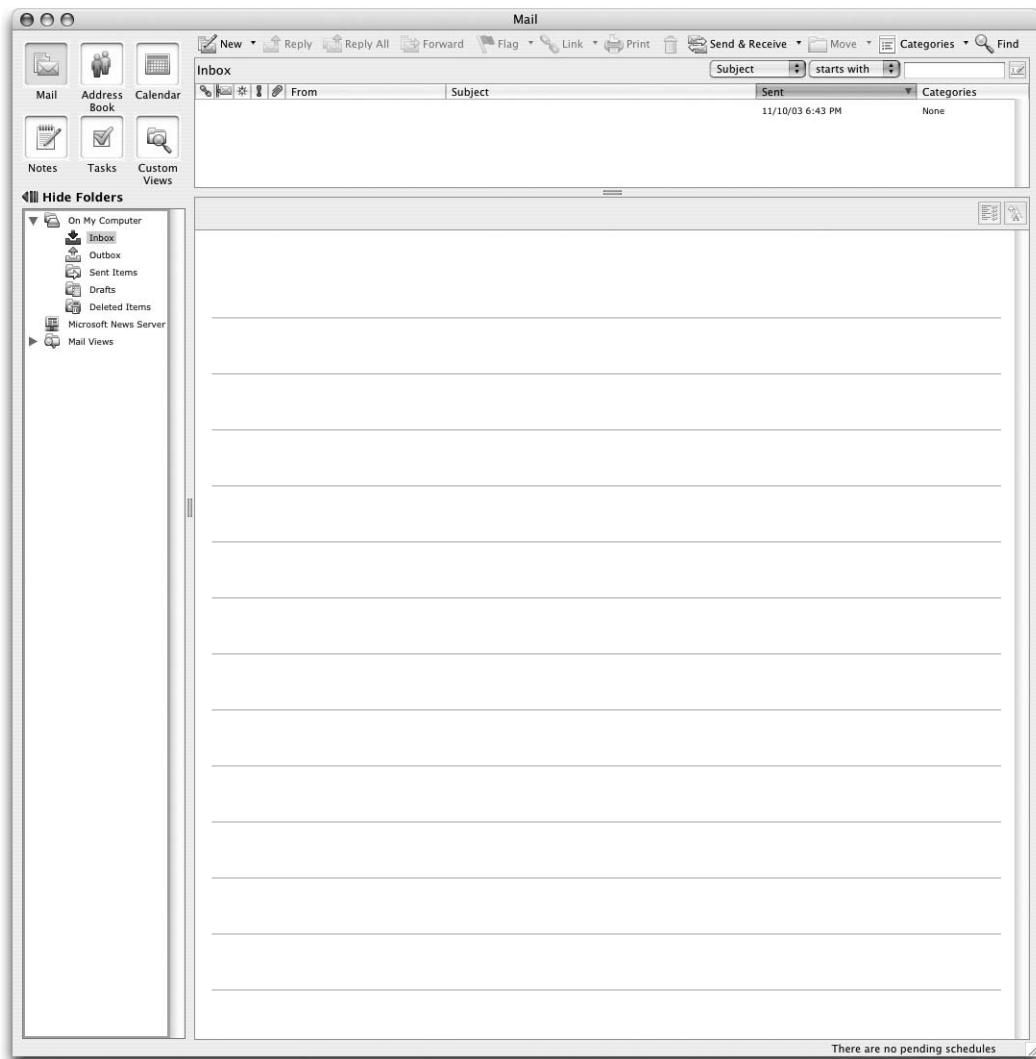 Mail
New Reply Reply All Forward Flag Link Print Send & Receive Move Categories Find
Mail Address Book Calendar
Notes Tasks Custom Views
Inbox Subject starts with
From Subject Sent Categories
11/10/03 6:43 PM None
Hide Folders
On My Computer
Inbox
Outbox
Sent Items
Drafts
Deleted Items
Microsoft News Server
Mail Views
There are no pending schedules